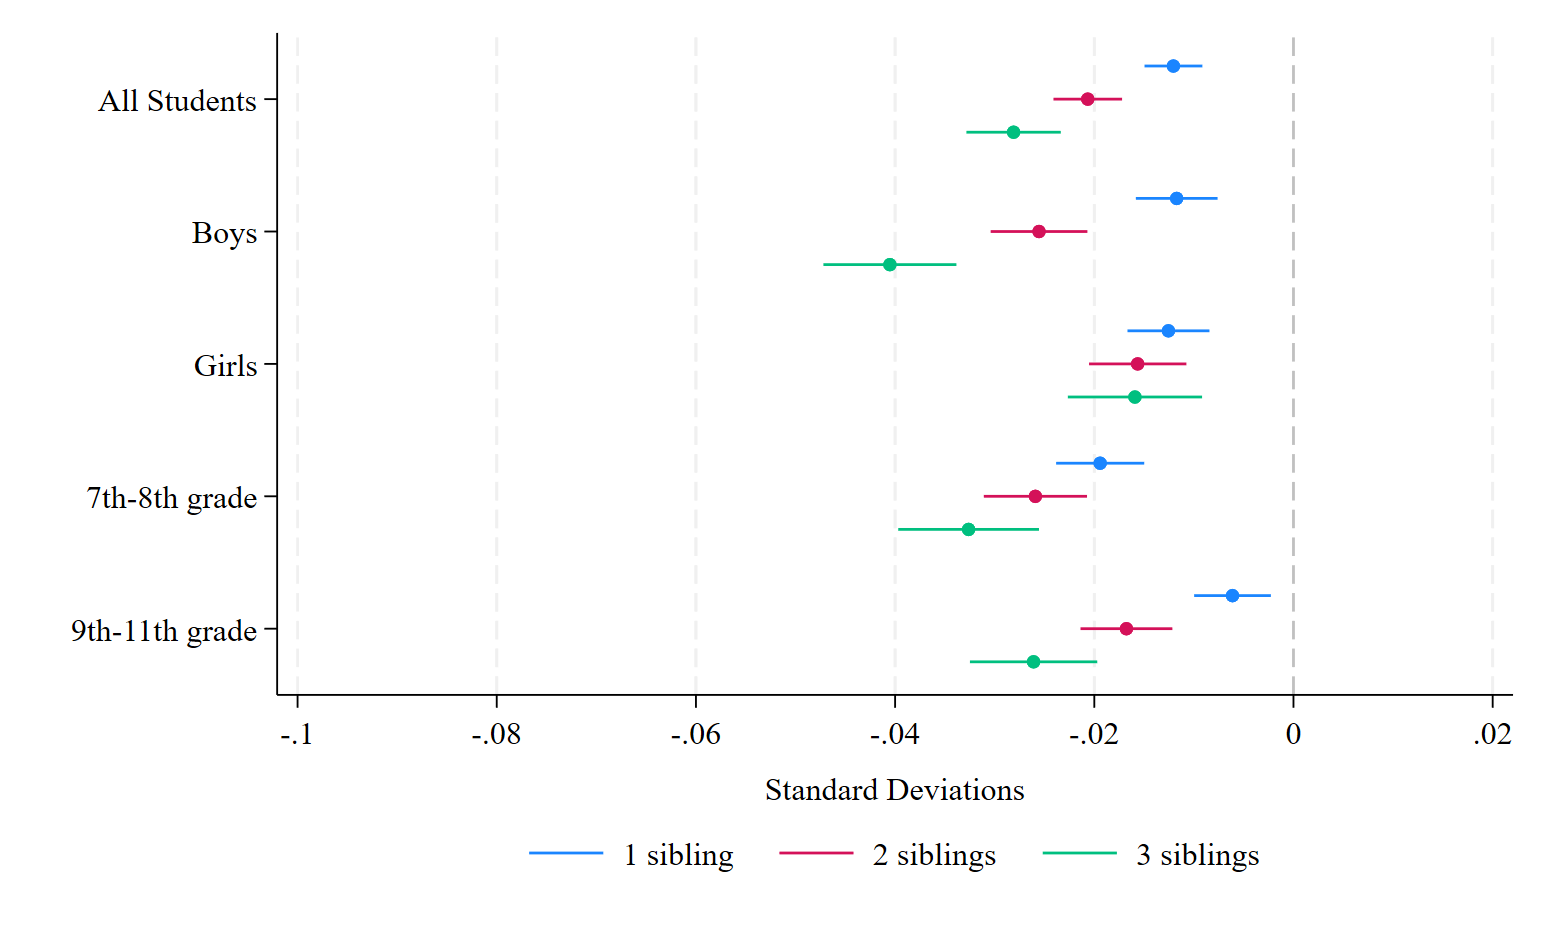 All Students
Boys
Girls
7th-8th grade
9th-11th grade
-.1 -.08 -.06 -.04 -.02 0 .02
Standard Deviations
1 sibling 2 siblings 3 siblings